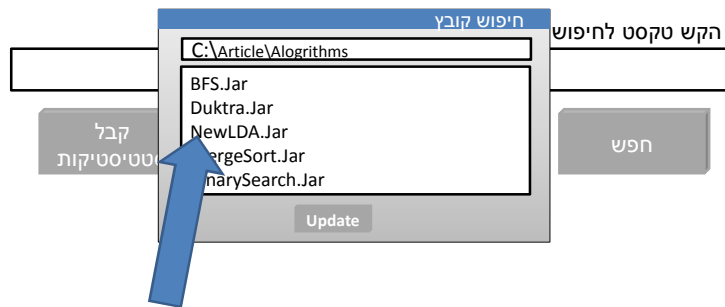 חיפוש קובץ
הקש טקסט לחיפוש
C:\Article\Alogrithms
BFS.Jar
Duktra.Jar
NewLDA.Jar
ergeSort.Jar
narySearch.Jar
קבל
חפש
Update